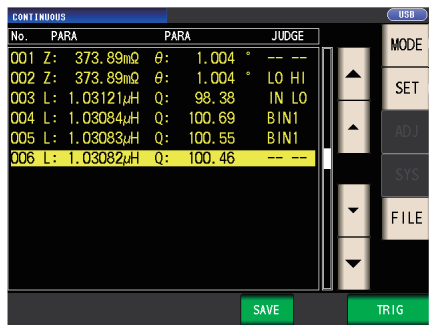 CONTINUOUS USB
No. PARA PARA JUDGE
001 Z: 373.89mΩ θ: 1.004 ° -- --
002 Z: 373.89mΩ θ: 1.004 ° LO HI
003 L: 1.03121μH Q: 98.38 IN LO
004 L: 1.03084μH Q: 100.69 BIN1
005 L: 1.03083μH Q: 100.55 BIN1
006 L: 1.03082μH Q: 100.46 -- --
MODE
SET
ADJ
SYS
FILE
SAVE TRIG